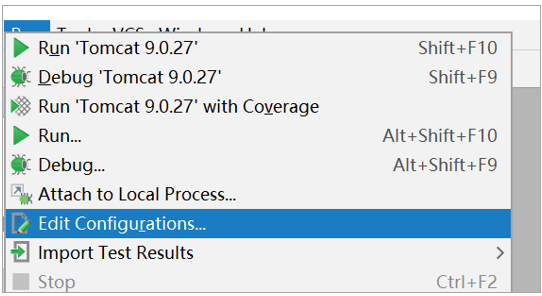 Run 'Tomcat 9.0.27' Shift+F10
Debug 'Tomcat 9.0.27' Shift+F9
Run 'Tomcat 9.0.27' with Coverage
Run... Alt+Shift+F10
Debug... Alt+Shift+F9
Attach to Local Process...
Edit Configurations...
Import Test Results
Stop Ctrl+F2